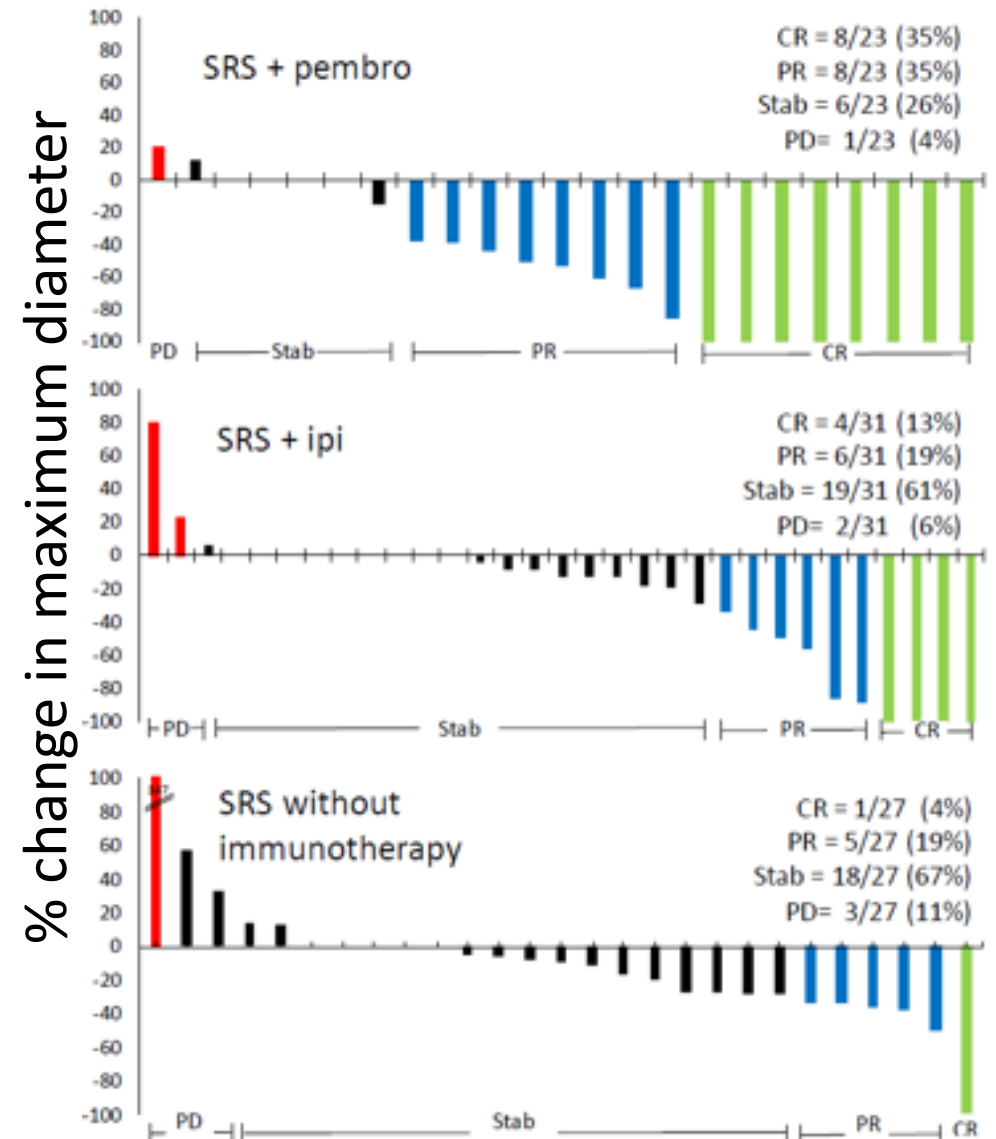 % change in maximum diameter
SRS + pembro
CR = 8/23 (35%)
PR = 8/23 (35%)
Stab = 6/23 (26%)
PD= 1/23 (4%)
100
80
60
40
20
0
-20
-40
-60
-80
-100
PD
Stab
PR
CR
SRS + ipi
CR = 4/31 (13%)
PR = 6/31 (19%)
Stab = 19/31 (61%)
PD= 2/31 (6%)
100
80
60
40
20
0
-20
-40
-60
-80
-100
PD
Stab
PR
CR
SRS without
immunotherapy
CR = 1/27 (4%)
PR = 5/27 (19%)
Stab = 18/27 (67%)
PD= 3/27 (11%)
100
80
60
40
20
0
-20
-40
-60
-80
-100
PD
Stab
PR
CR